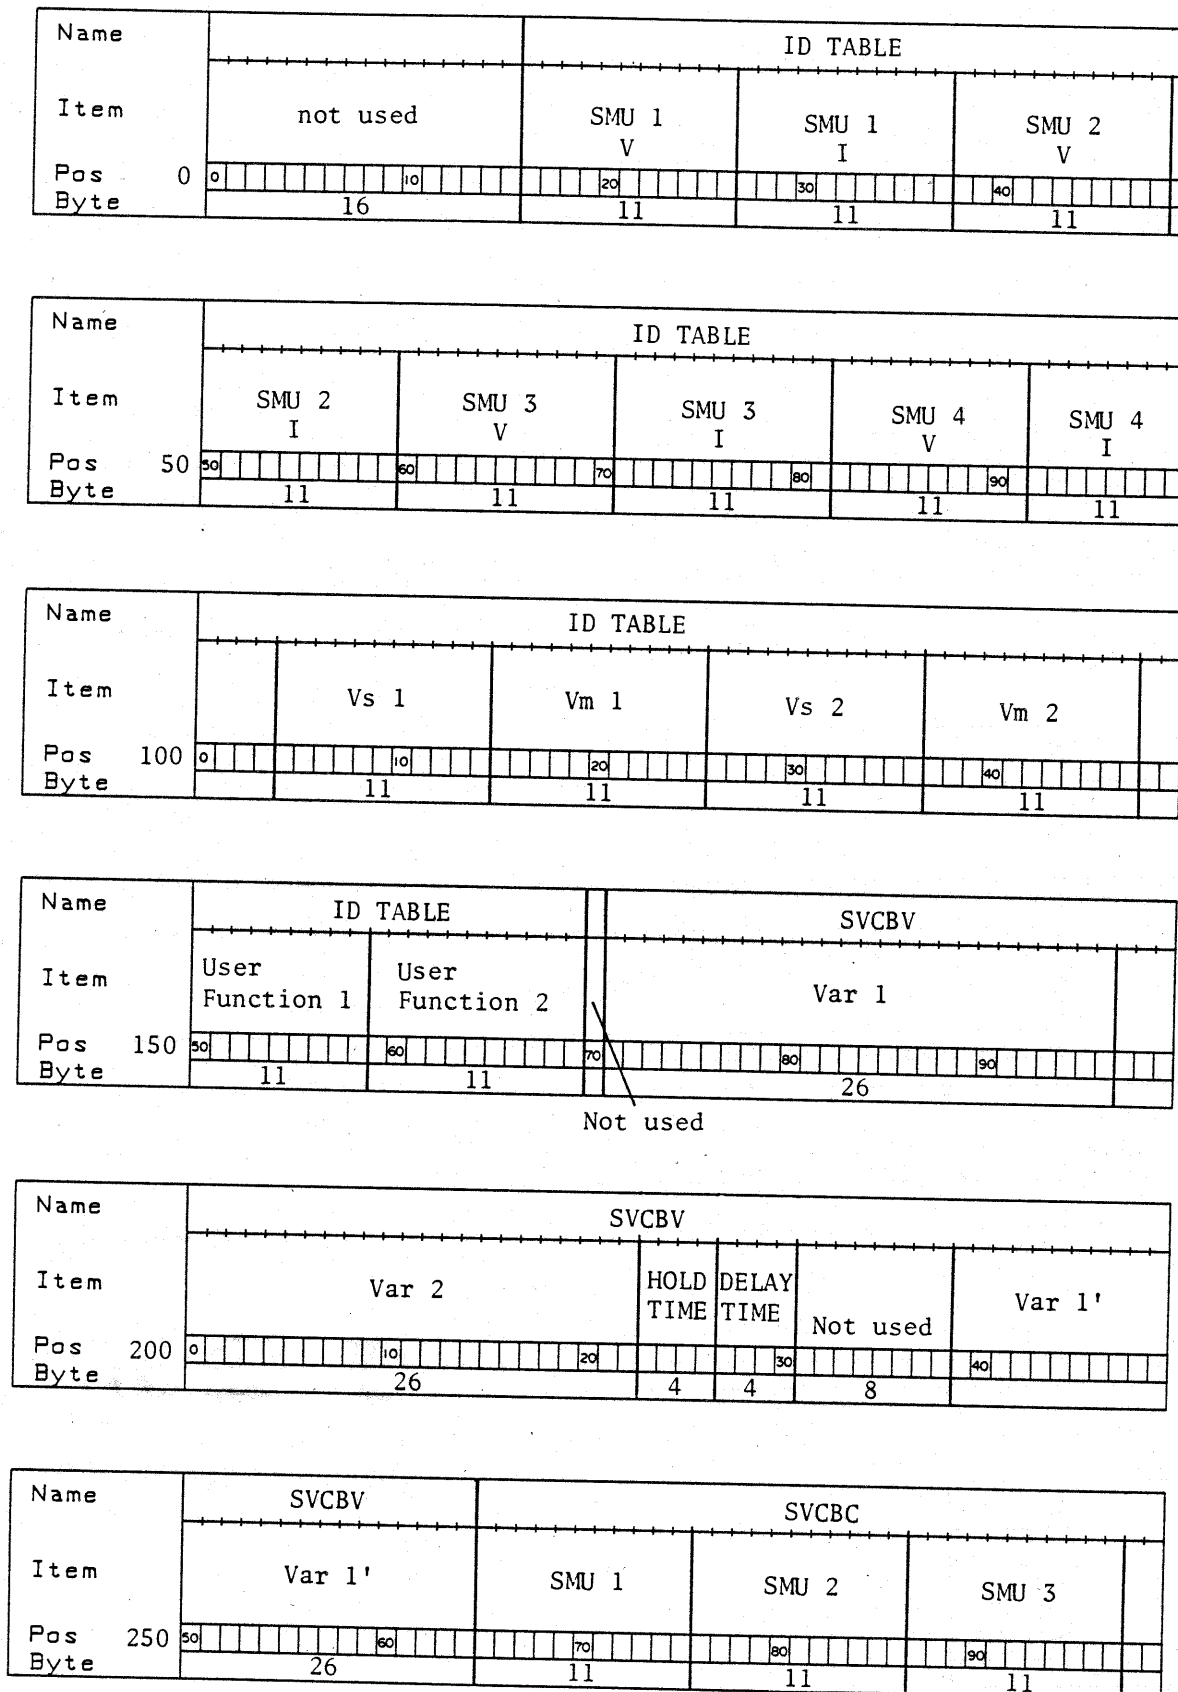 Name
ID TABLE
Item
not used
SMU 1
V
SMU 1
I
SMU 2
V
Pos 0
0 10 20 30 40
Byte
16 11 11 11
Name
ID TABLE
Item
SMU 2
I
SMU 3
V
SMU 3
I
SMU 4
V
SMU 4
I
Pos 50
50 60 70 80 90
Byte
11 11 11 11 11
Name
ID TABLE
Item
Vs 1
Vm 1
Vs 2
Vm 2
Pos 100
0 10 20 30 40
Byte
11 11 11 11
Name
ID TABLE
SVCBV
Item
User
Function 1
User
Function 2
Var 1
Pos 150
50 60 70 80 90
Byte
11 11 26
Not used
Name
SVCBV
Item
Var 2
HOLD
TIME
DELAY
TIME
Not used
Var 1'
Pos 200
0 10 20 30 40
Byte
26 4 4 8
Name
SVCBV
SVCBC
Item
Var 1'
SMU 1
SMU 2
SMU 3
Pos 250
50 60 70 80 90
Byte
26 11 11 11